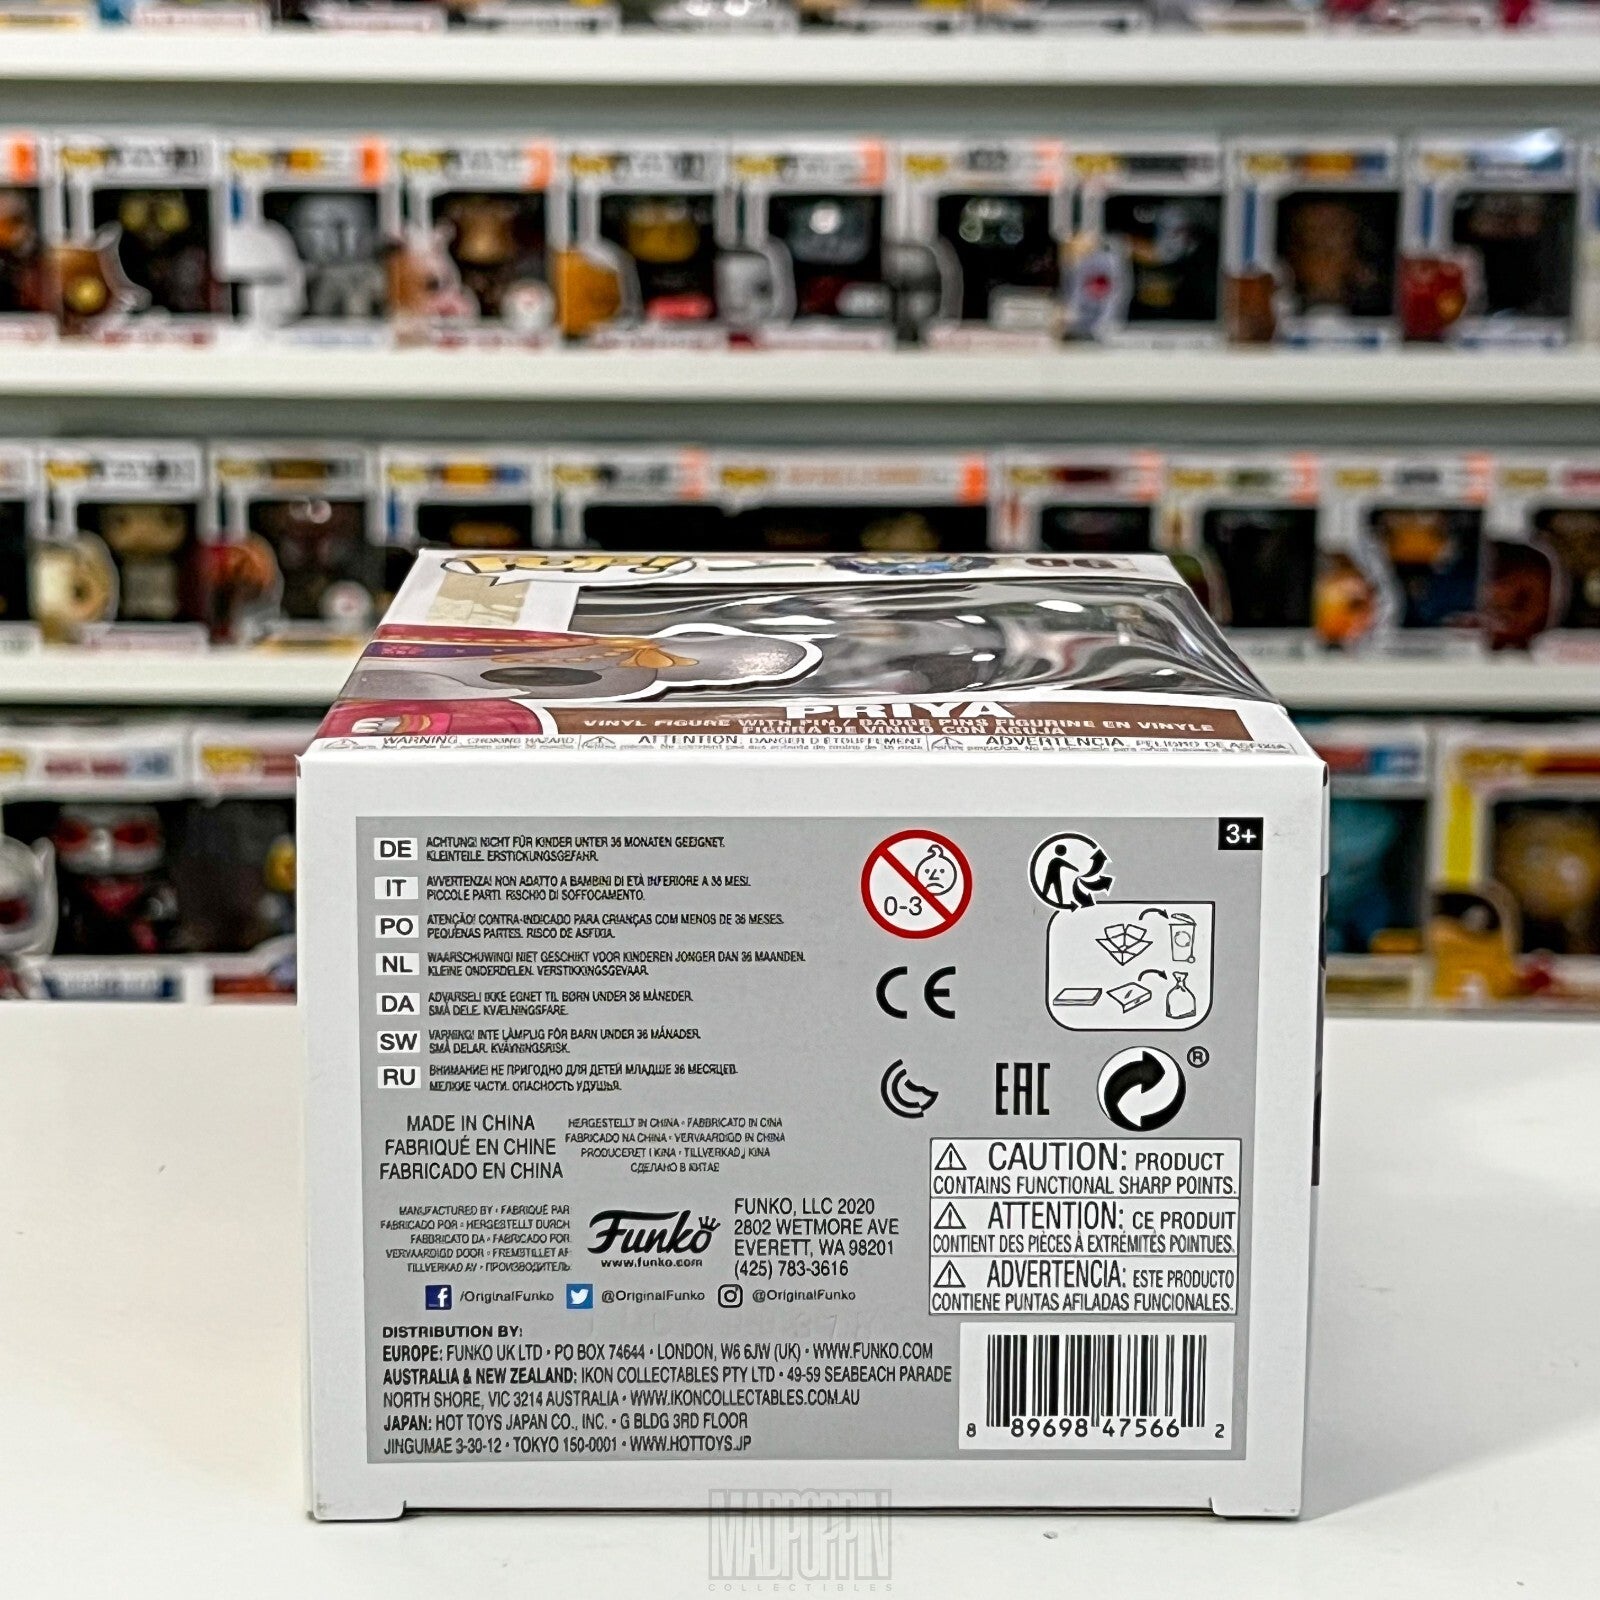 POP!
PRIYA
VINYL FIGURE WITH PIN / BADGE PINS FIGURINE EN VINYLE
FIGURA DE VINILO CON AGUJA
WARNING: CHOKING HAZARD
ATTENTION: DANGER D'ÉTOUFFEMENT
ADVERTENCIA: PELIGRO DE ASFIXIA
3+
DE ACHTUNG! NICHT FÜR KINDER UNTER 36 MONATEN GEEIGNET.
KLEINTEILE. ERSTICKUNGSGEFAHR.
IT AVVERTENZA! NON ADATTO A BAMBINI DI ETÀ INFERIORE A 36 MESI.
PICCOLE PARTI. RISCHIO DI SOFFOCAMENTO.
PO ATENÇÃO! CONTRA-INDICADO PARA CRIANÇAS COM MENOS DE 36 MESES.
PEQUENAS PARTES. RISCO DE ASFIXIA.
NL WAARSCHUWING! NIET GESCHIKT VOOR KINDEREN JONGER DAN 36 MAANDEN.
KLEINE ONDERDELEN. VERSTIKKINGSGEVAAR.
DA ADVARSEL! IKKE EGNET TIL BØRN UNDER 36 MÅNEDER.
SMÅ DELE. KVÆLNINGSFARE.
SW VARNING! INTE LÄMPLIG FÖR BARN UNDER 36 MÅNADER.
SMÅ DELAR. KVÄVNINGSRISK.
RU ВНИМАНИЕ! НЕ ПРИГОДНО ДЛЯ ДЕТЕЙ МЛАДШЕ 36 МЕСЯЦЕВ.
МЕЛКИЕ ЧАСТИ. ОПАСНОСТЬ УДУШЬЯ.
0-3
CE
EAC
®
MADE IN CHINA
FABRIQUÉ EN CHINE
FABRICADO EN CHINA
HERGESTELLT IN CHINA • FABBRICATO IN CINA
FABRICADO NA CHINA • VERVAARDIGD IN CHINA
PRODUCERET I KINA • TILLVERKAD I KINA
СДЕЛАНО В КИТАЕ
MANUFACTURED BY • FABRIQUÉ PAR
FABRICADO POR • HERGESTELLT DURCH
FABBRICATO DA • FABRICADO POR
VERVAARDIGD DOOR • FREMSTILLET AF
TILLVERKAD AV • ПРОИЗВОДИТЕЛЬ
Funko
www.funko.com
FUNKO, LLC 2020
2802 WETMORE AVE
EVERETT, WA 98201
(425) 783-3616
/OriginalFunko @OriginalFunko @OriginalFunko
CAUTION: PRODUCT
CONTAINS FUNCTIONAL SHARP POINTS.
ATTENTION: CE PRODUIT
CONTIENT DES PIÈCES À EXTRÉMITÉS POINTUES.
ADVERTENCIA: ESTE PRODUCTO
CONTIENE PUNTAS AFILADAS FUNCIONALES.
DISTRIBUTION BY:
EUROPE: FUNKO UK LTD • PO BOX 74644 • LONDON, W6 6JW (UK) • WWW.FUNKO.COM
AUSTRALIA & NEW ZEALAND: IKON COLLECTABLES PTY LTD • 49-59 SEABEACH PARADE
NORTH SHORE, VIC 3214 AUSTRALIA • WWW.IKONCOLLECTABLES.COM.AU
JAPAN: HOT TOYS JAPAN CO., INC. • G BLDG 3RD FLOOR
JINGUMAE 3-30-12 • TOKYO 150-0001 • WWW.HOTTOYS.JP
8 89698 47566 2
MADPOPPIN
COLLECTIBLES